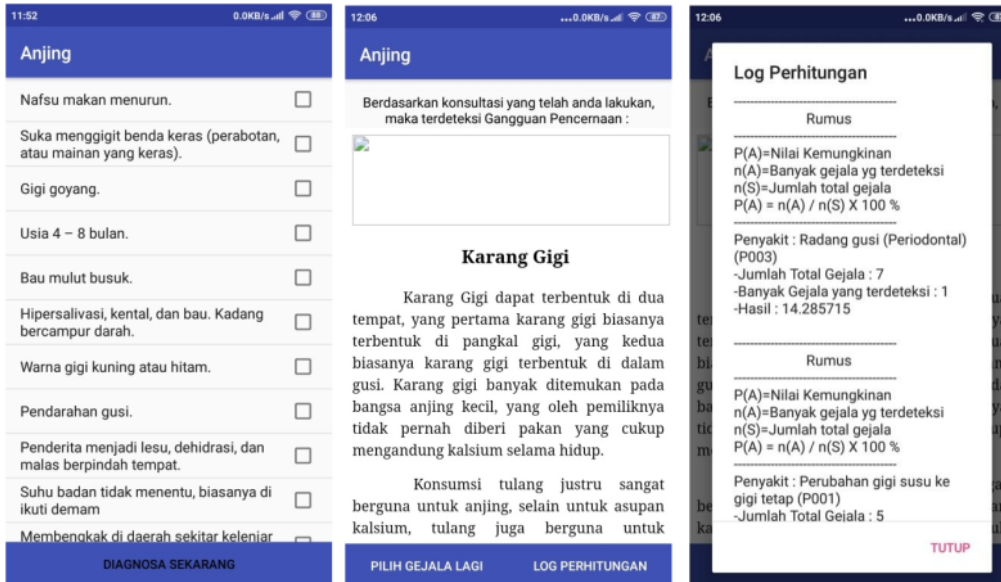 11:52
0.0KB/s
88
Anjing
Nafsu makan menurun.
Suka menggigit benda keras (perabotan,
atau mainan yang keras).
Gigi goyang.
Usia 4 – 8 bulan.
Bau mulut busuk.
Hipersalivasi, kental, dan bau. Kadang
bercampur darah.
Warna gigi kuning atau hitam.
Pendarahan gusi.
Penderita menjadi lesu, dehidrasi, dan
malas berpindah tempat.
Suhu badan tidak menentu, biasanya di
ikuti demam
Membengkak di daerah sekitar kelenjar
DIAGNOSA SEKARANG
12:06
...0.0KB/s
87
Anjing
Berdasarkan konsultasi yang telah anda lakukan,
maka terdeteksi Gangguan Pencernaan :
Karang Gigi
Karang Gigi dapat terbentuk di dua
tempat, yang pertama karang gigi biasanya
terbentuk di pangkal gigi, yang kedua
biasanya karang gigi terbentuk di dalam
gusi. Karang gigi banyak ditemukan pada
bangsa anjing kecil, yang oleh pemiliknya
tidak pernah diberi pakan yang cukup
mengandung kalsium selama hidup.
Konsumsi tulang justru sangat
berguna untuk anjing, selain untuk asupan
kalsium, tulang juga berguna untuk
PILIH GEJALA LAGI
LOG PERHITUNGAN
12:06
...0.0KB/s
Log Perhitungan
Rumus
P(A)=Nilai Kemungkinan
n(A)=Banyak gejala yg terdeteksi
n(S)=Jumlah total gejala
P(A) = n(A) / n(S) X 100 %
Penyakit : Radang gusi (Periodontal)
(P003)
-Jumlah Total Gejala : 7
-Banyak Gejala yang terdeteksi : 1
-Hasil : 14.285715
Rumus
P(A)=Nilai Kemungkinan
n(A)=Banyak gejala yg terdeteksi
n(S)=Jumlah total gejala
P(A) = n(A) / n(S) X 100 %
Penyakit : Perubahan gigi susu ke
gigi tetap (P001)
-Jumlah Total Gejala : 5
TUTUP